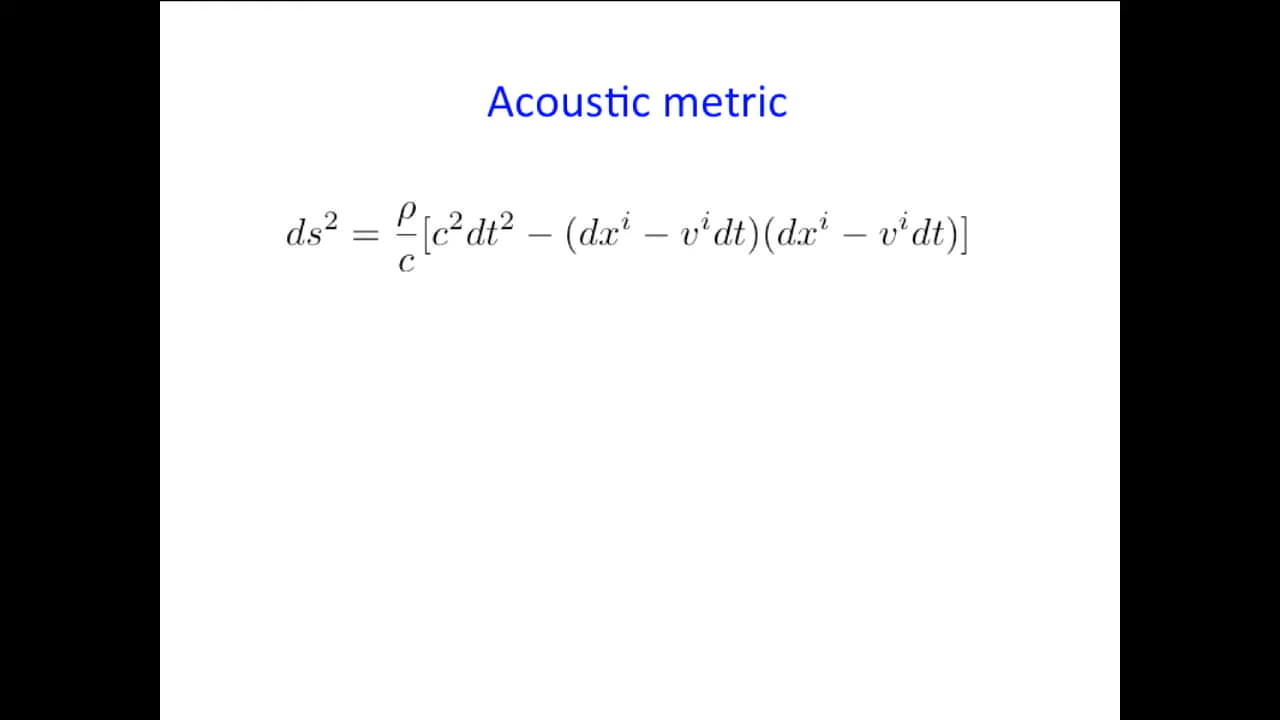 Acoustic metric
ds² = ρ/c [c²dt² − (dxⁱ − vⁱdt)(dxⁱ − vⁱdt)]